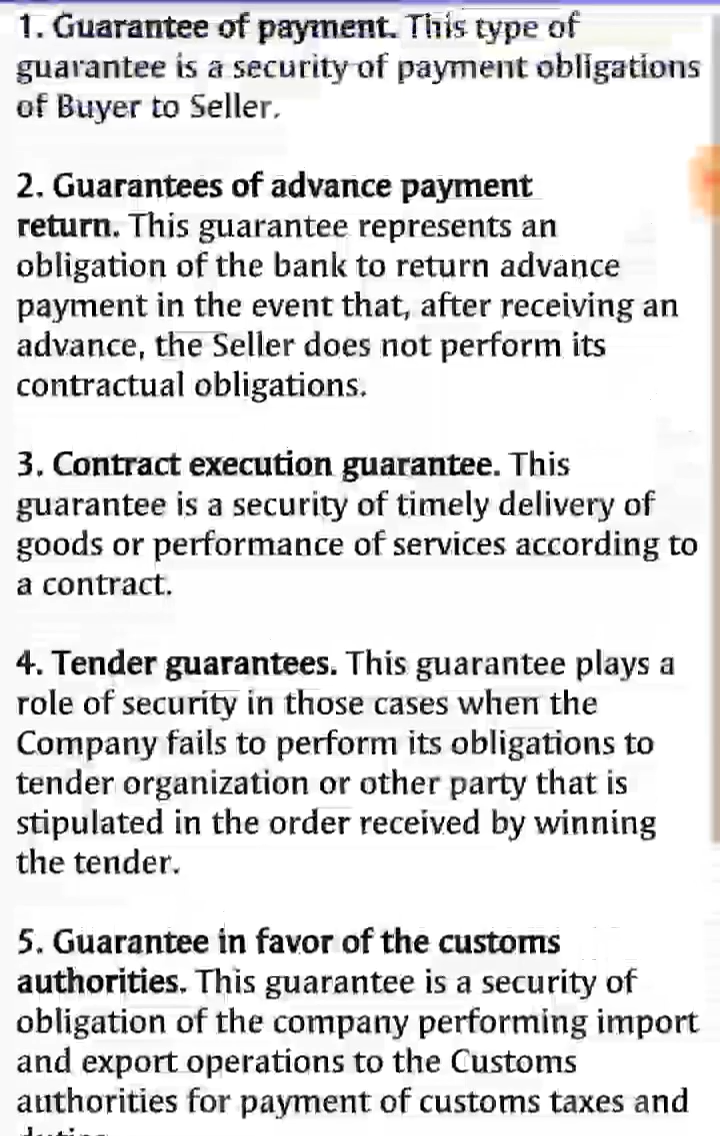 1. Guarantee of payment. This type of
guarantee is a security of payment obligations
of Buyer to Seller.
2. Guarantees of advance payment
return. This guarantee represents an
obligation of the bank to return advance
payment in the event that, after receiving an
advance, the Seller does not perform its
contractual obligations.
3. Contract execution guarantee. This
guarantee is a security of timely delivery of
goods or performance of services according to
a contract.
4. Tender guarantees. This guarantee plays a
role of security in those cases when the
Company fails to perform its obligations to
tender organization or other party that is
stipulated in the order received by winning
the tender.
5. Guarantee in favor of the customs
authorities. This guarantee is a security of
obligation of the company performing import
and export operations to the Customs
authorities for payment of customs taxes and